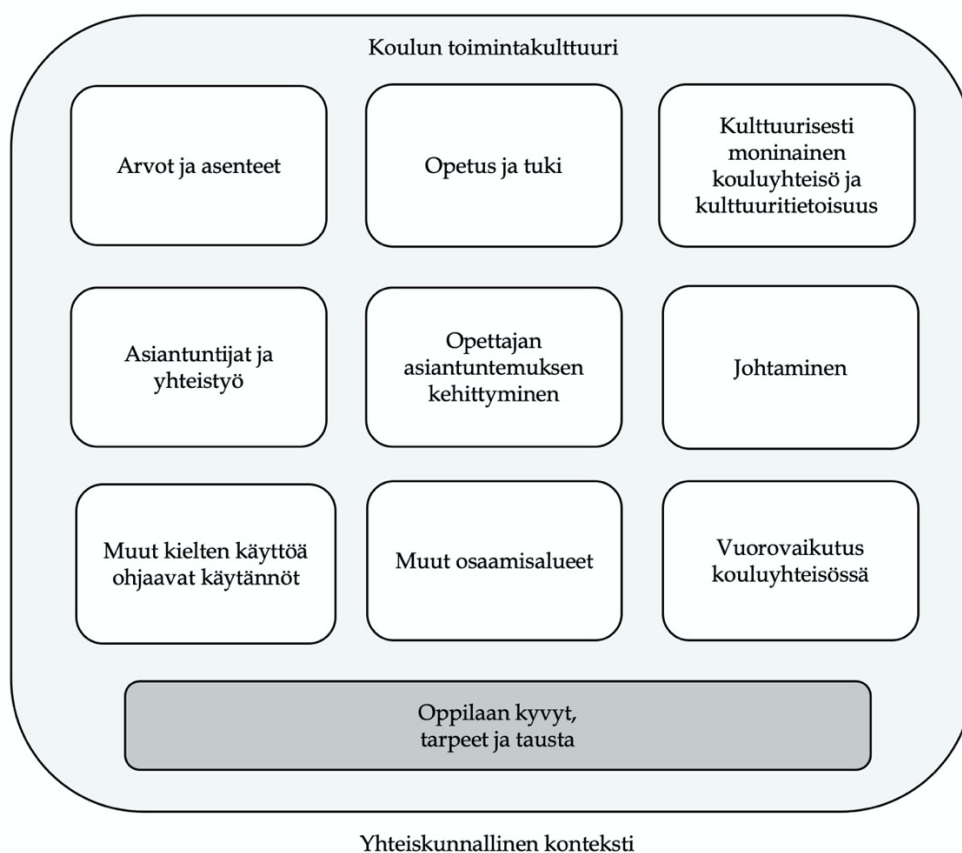 Koulun toimintakulttuuri
Arvot ja asenteet
Opetus ja tuki
Kulttuurisesti
moninainen
kouluyhteisö ja
kulttuuritietoisuus
Asiantuntijat ja
yhteistyö
Opettajan
asiantuntemuksen
kehittyminen
Johtaminen
Muut kielten käyttöä
ohjaavat käytännöt
Muut osaamisalueet
Vuorovaikutus
kouluyhteisössä
Oppilaan kyvyt,
tarpeet ja tausta
Yhteiskunnallinen konteksti